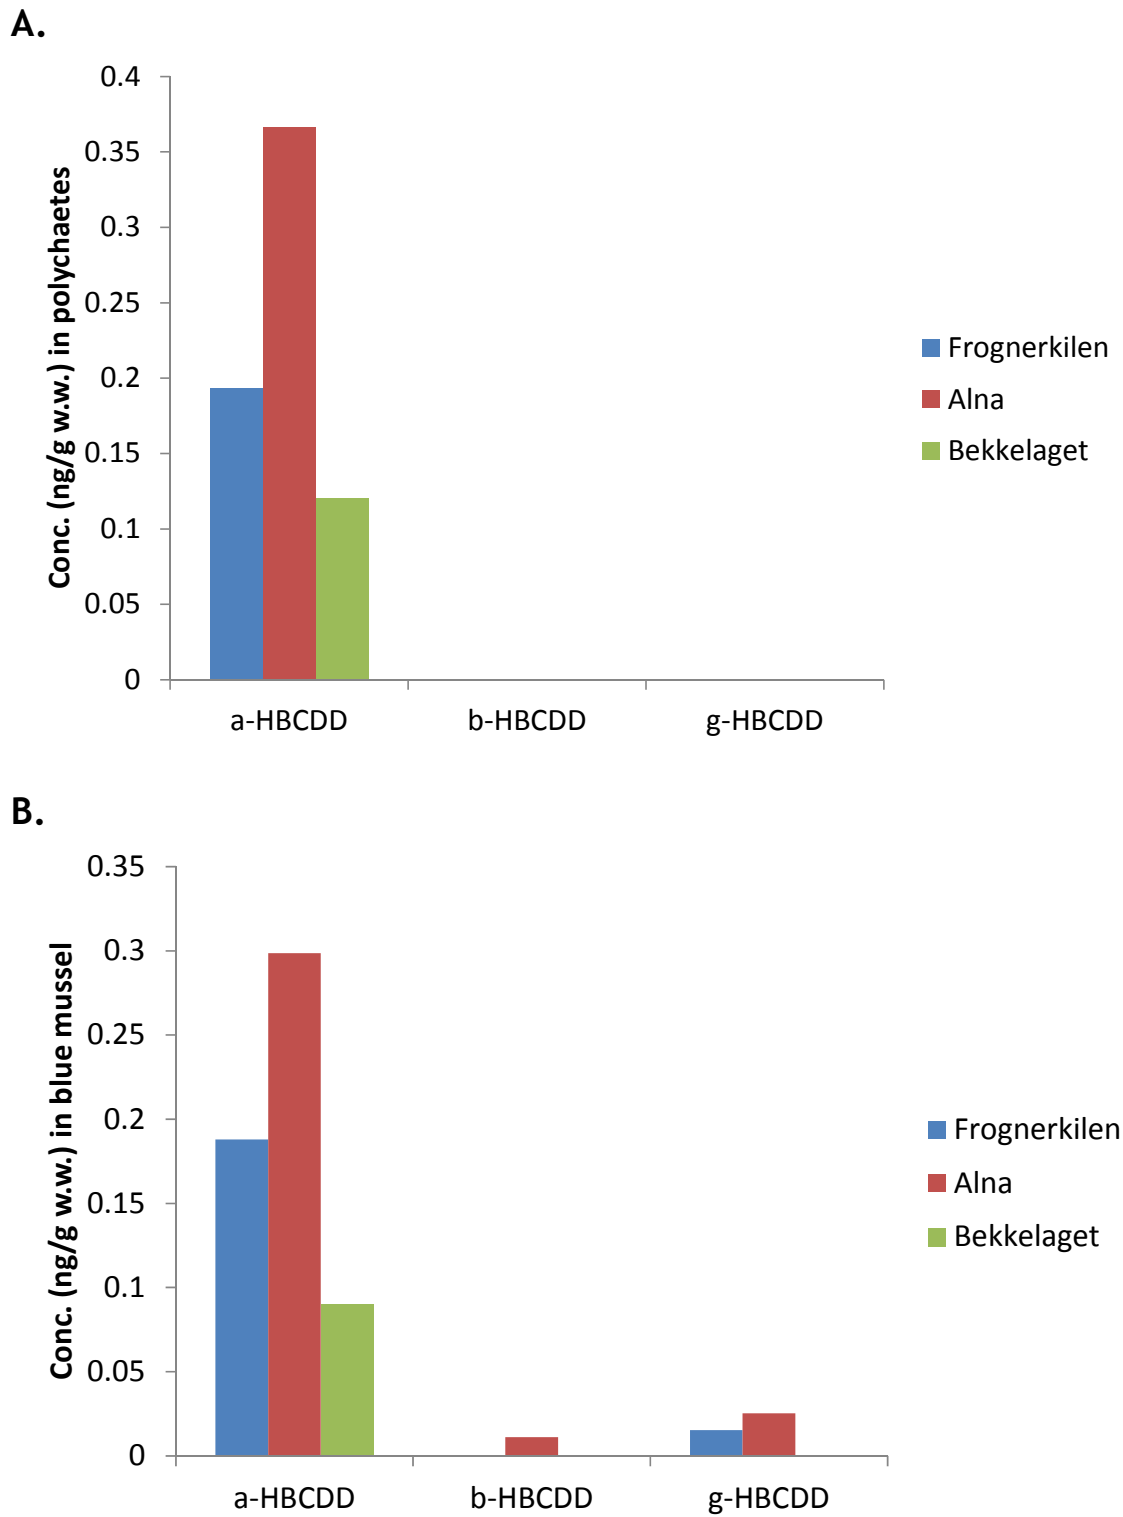 A.
Conc. (ng/g w.w.) in polychaetes
0.4
0.35
0.3
0.25
0.2
0.15
0.1
0.05
0
a-HBCDD b-HBCDD g-HBCDD
Frognerkilen
Alna
Bekkelaget
B.
Conc. (ng/g w.w.) in blue mussel
0.35
0.3
0.25
0.2
0.15
0.1
0.05
0
a-HBCDD b-HBCDD g-HBCDD
Frognerkilen
Alna
Bekkelaget